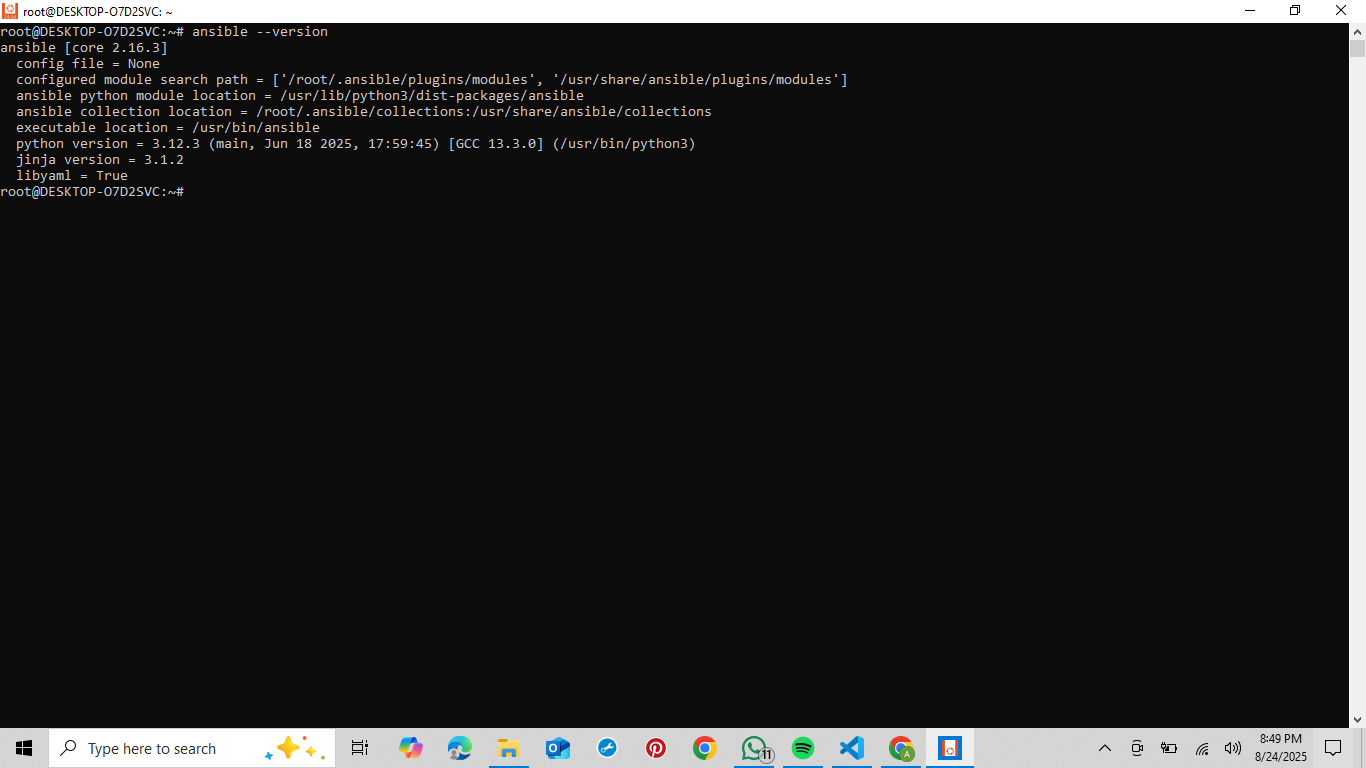 root@DESKTOP-O7D2SVC: ~
root@DESKTOP-O7D2SVC:~# ansible --version
ansible [core 2.16.3]
  config file = None
  configured module search path = ['/root/.ansible/plugins/modules', '/usr/share/ansible/plugins/modules']
  ansible python module location = /usr/lib/python3/dist-packages/ansible
  ansible collection location = /root/.ansible/collections:/usr/share/ansible/collections
  executable location = /usr/bin/ansible
  python version = 3.12.3 (main, Jun 18 2025, 17:59:45) [GCC 13.3.0] (/usr/bin/python3)
  jinja version = 3.1.2
  libyaml = True
root@DESKTOP-O7D2SVC:~#
Type here to search
11
A
8:49 PM
8/24/2025